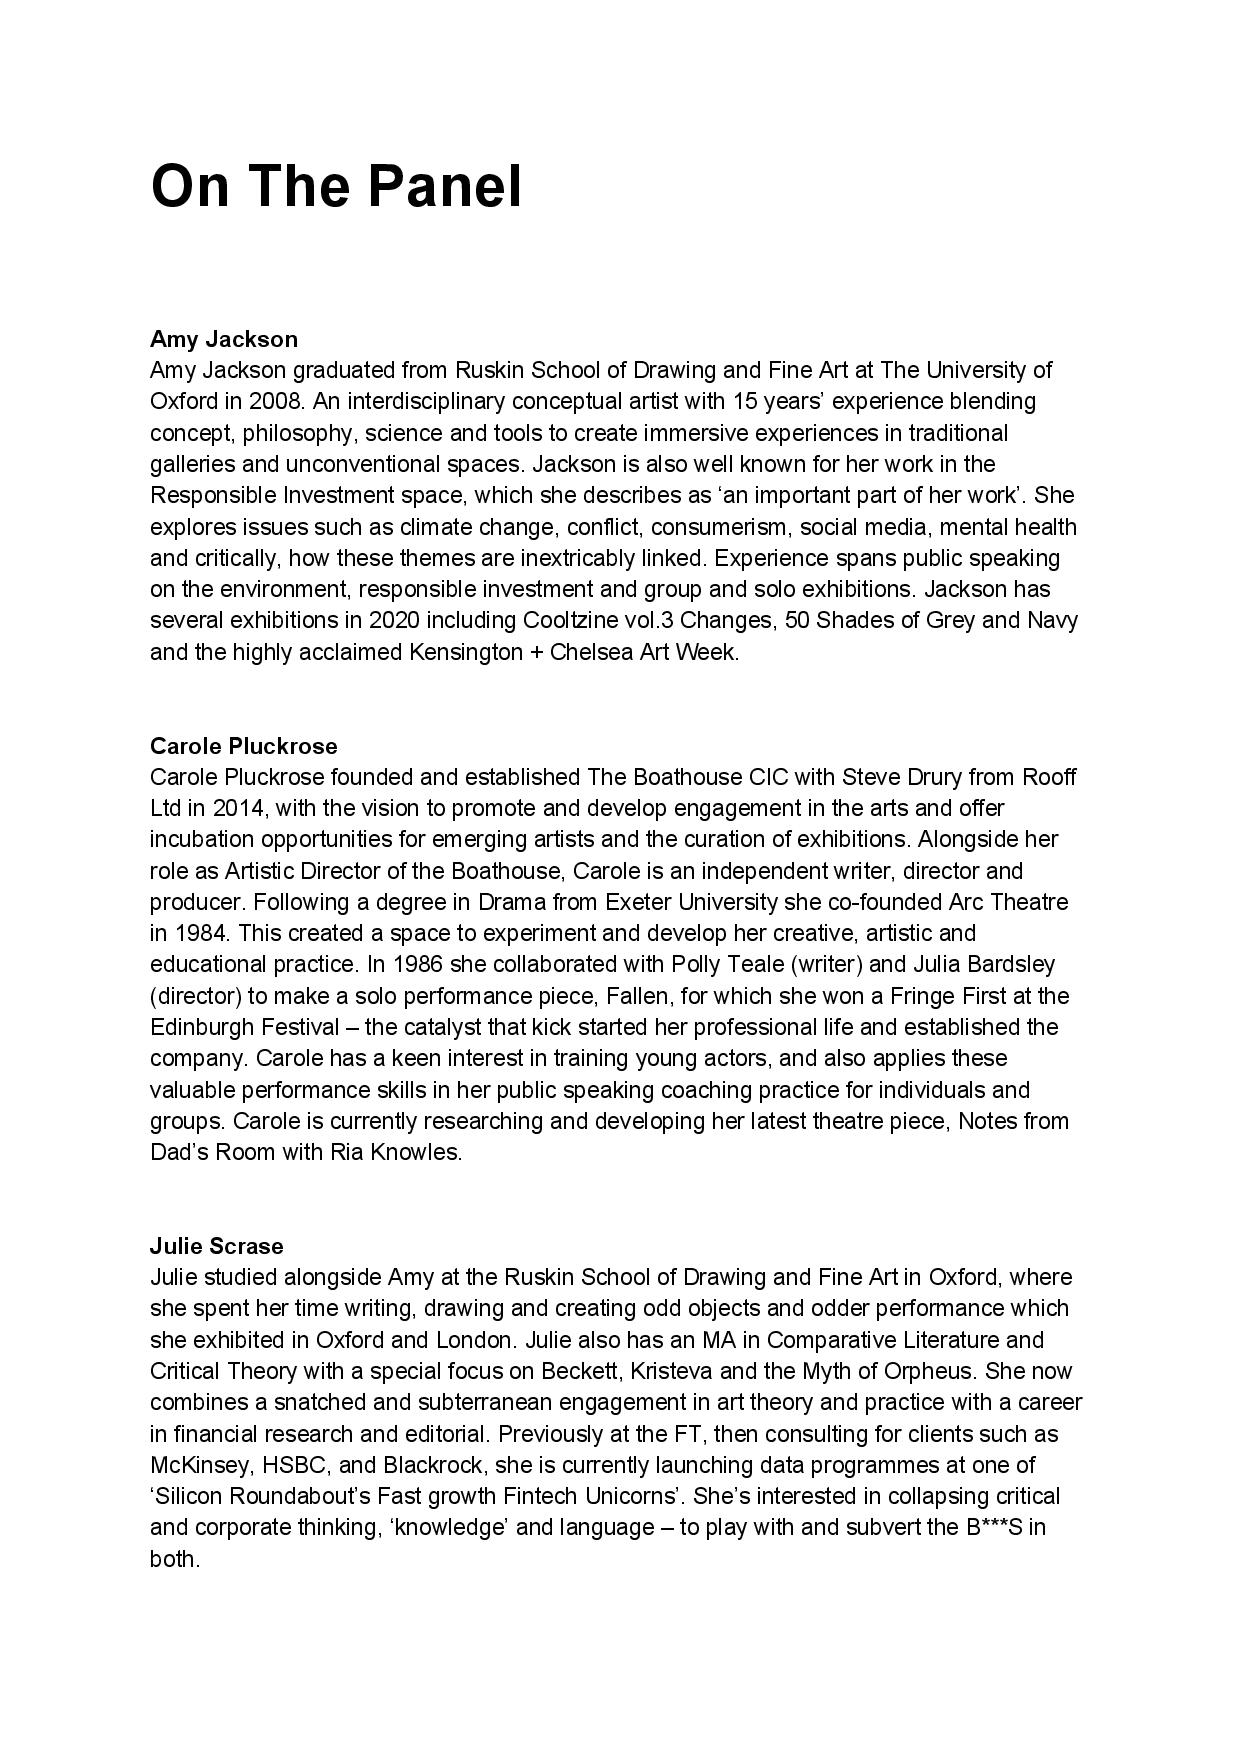 On The Panel
Amy Jackson
Amy Jackson graduated from Ruskin School of Drawing and Fine Art at The University of
Oxford in 2008. An interdisciplinary conceptual artist with 15 years’ experience blending
concept, philosophy, science and tools to create immersive experiences in traditional
galleries and unconventional spaces. Jackson is also well known for her work in the
Responsible Investment space, which she describes as ‘an important part of her work’. She
explores issues such as climate change, conflict, consumerism, social media, mental health
and critically, how these themes are inextricably linked. Experience spans public speaking
on the environment, responsible investment and group and solo exhibitions. Jackson has
several exhibitions in 2020 including Cooltzine vol.3 Changes, 50 Shades of Grey and Navy
and the highly acclaimed Kensington + Chelsea Art Week.
Carole Pluckrose
Carole Pluckrose founded and established The Boathouse CIC with Steve Drury from Rooff
Ltd in 2014, with the vision to promote and develop engagement in the arts and offer
incubation opportunities for emerging artists and the curation of exhibitions. Alongside her
role as Artistic Director of the Boathouse, Carole is an independent writer, director and
producer. Following a degree in Drama from Exeter University she co-founded Arc Theatre
in 1984. This created a space to experiment and develop her creative, artistic and
educational practice. In 1986 she collaborated with Polly Teale (writer) and Julia Bardsley
(director) to make a solo performance piece, Fallen, for which she won a Fringe First at the
Edinburgh Festival – the catalyst that kick started her professional life and established the
company. Carole has a keen interest in training young actors, and also applies these
valuable performance skills in her public speaking coaching practice for individuals and
groups. Carole is currently researching and developing her latest theatre piece, Notes from
Dad’s Room with Ria Knowles.
Julie Scrase
Julie studied alongside Amy at the Ruskin School of Drawing and Fine Art in Oxford, where
she spent her time writing, drawing and creating odd objects and odder performance which
she exhibited in Oxford and London. Julie also has an MA in Comparative Literature and
Critical Theory with a special focus on Beckett, Kristeva and the Myth of Orpheus. She now
combines a snatched and subterranean engagement in art theory and practice with a career
in financial research and editorial. Previously at the FT, then consulting for clients such as
McKinsey, HSBC, and Blackrock, she is currently launching data programmes at one of
‘Silicon Roundabout’s Fast growth Fintech Unicorns’. She’s interested in collapsing critical
and corporate thinking, ‘knowledge’ and language – to play with and subvert the B***S in
both.